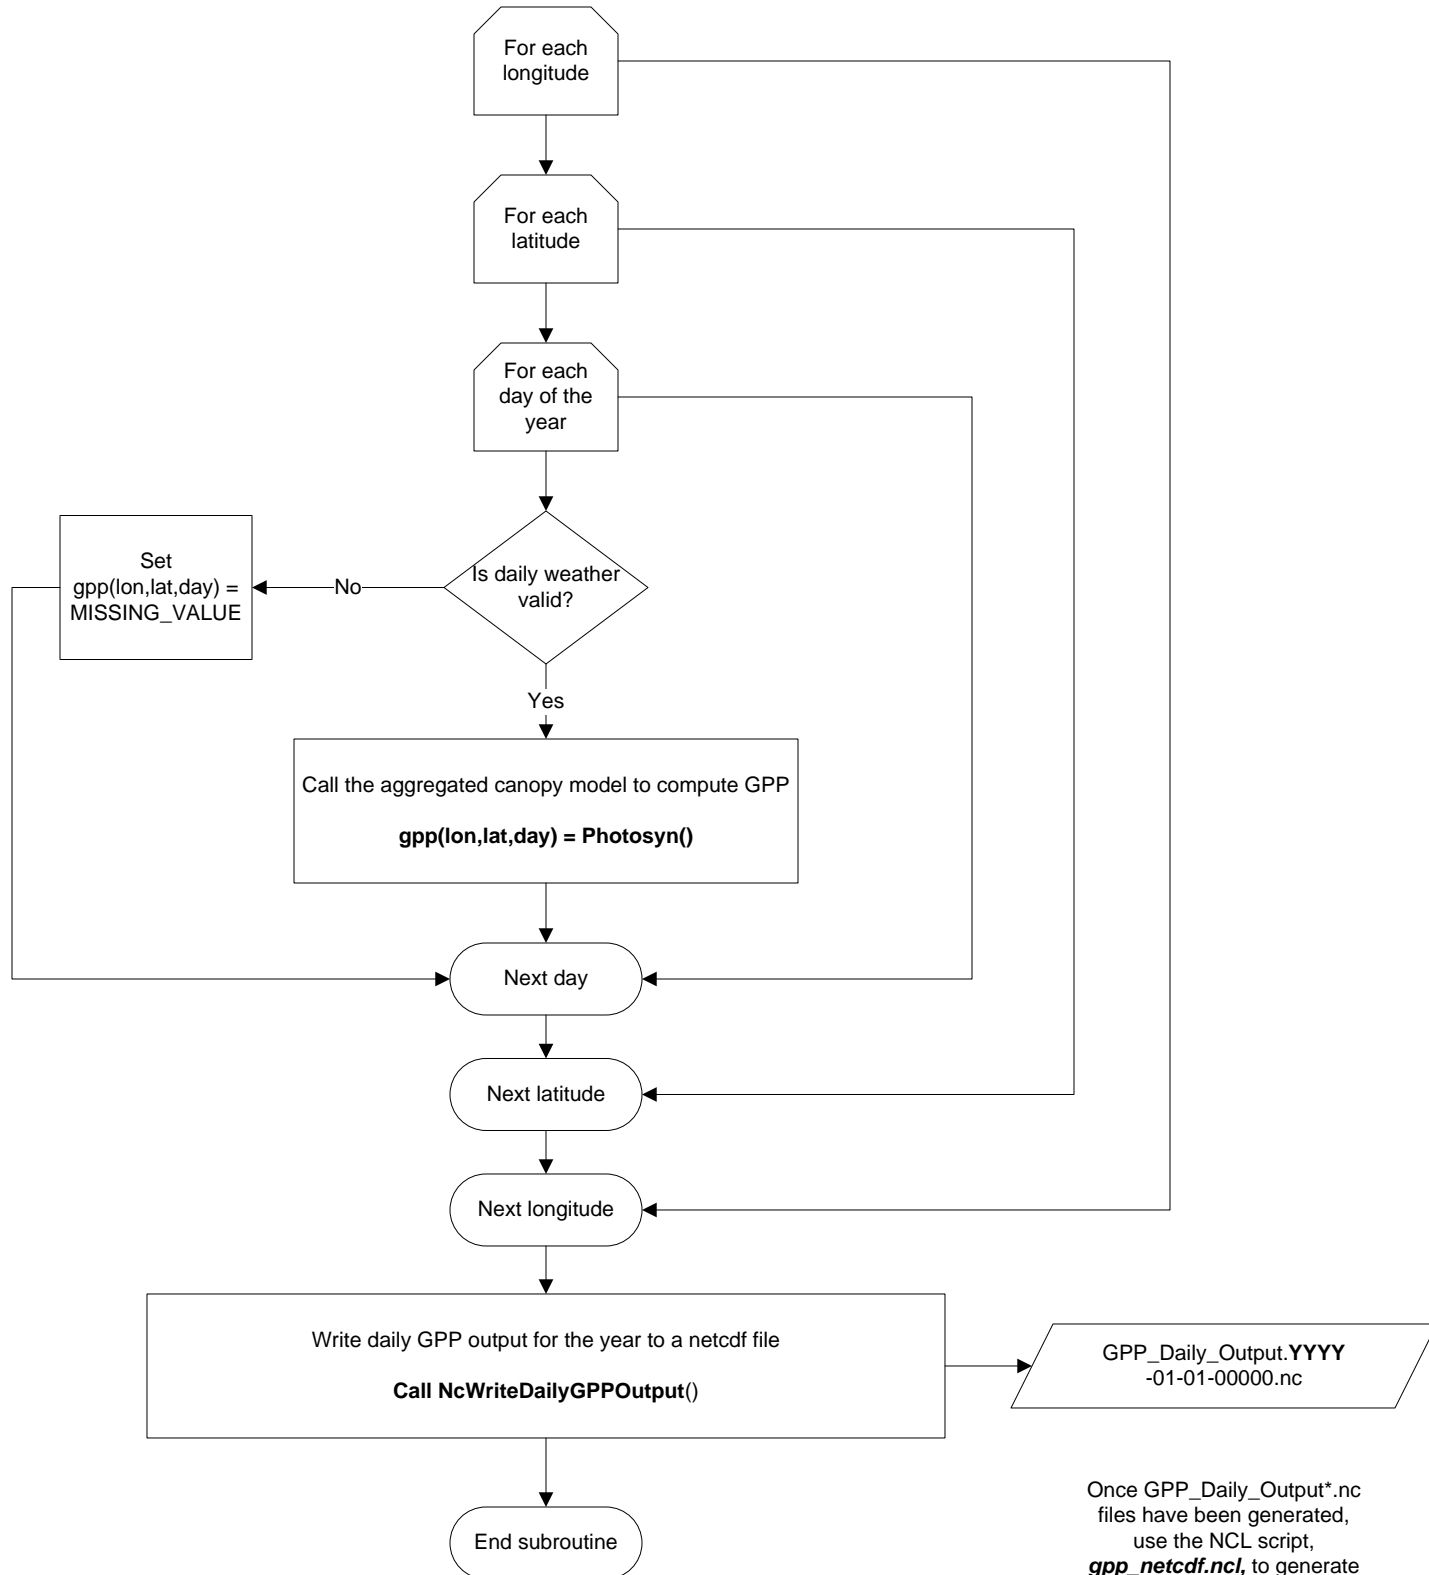 For each
longitude
For each
latitude
For each
day of the
year
Is daily weather
valid?
No
Set
gpp(lon,lat,day) =
MISSING_VALUE
Yes
Call the aggregated canopy model to compute GPP
gpp(lon,lat,day) = Photosyn()
Next day
Next latitude
Next longitude
Write daily GPP output for the year to a netcdf file
Call NcWriteDailyGPPOutput()
GPP_Daily_Output.YYYY
-01-01-00000.nc
End subroutine
Once GPP_Daily_Output*.nc
files have been generated,
use the NCL script,
gpp_netcdf.ncl, to generate